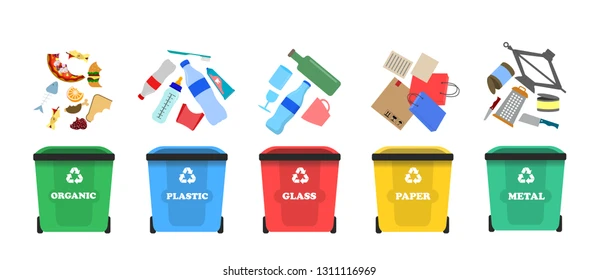 ORGANIC
PLASTIC
GLASS
PAPER
METAL
shutterstock.com · 1311116969